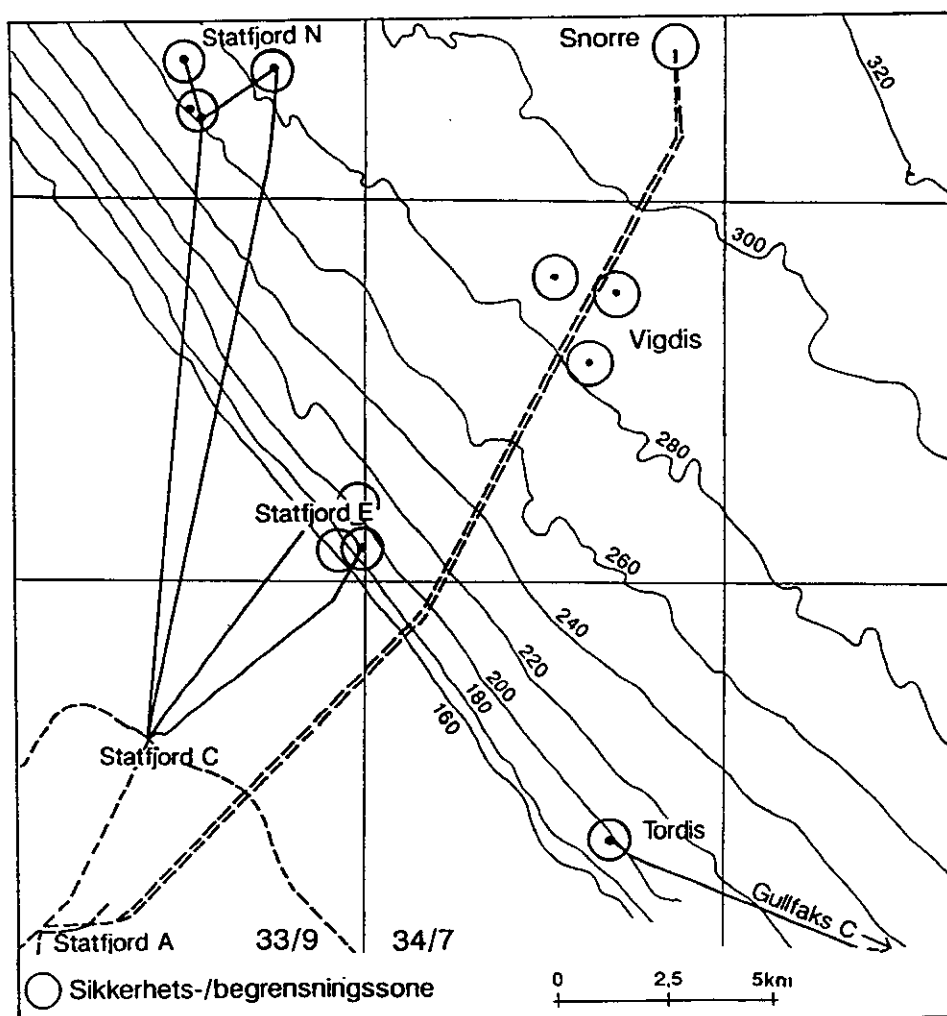 Statfjord N
Snorre
320
300
Vigdis
280
Statfjord E
260
240
220
200
180
160
Statfjord C
Tordis
Gullfaks C
Statfjord A
33/9
34/7
Sikkerhets-/begrensningssone
0 2,5 5km